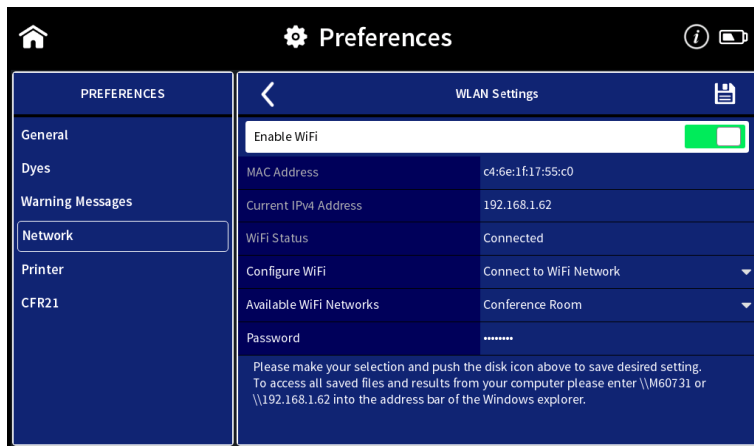 Preferences
PREFERENCES
General
Dyes
Warning Messages
Network
Printer
CFR21
WLAN Settings
Enable WiFi
MAC Address c4:6e:1f:17:55:c0
Current IPv4 Address 192.168.1.62
WiFi Status Connected
Configure WiFi Connect to WiFi Network
Available WiFi Networks Conference Room
Password ••••••••
Please make your selection and push the disk icon above to save desired setting.
To access all saved files and results from your computer please enter \\M60731 or
\\192.168.1.62 into the address bar of the Windows explorer.